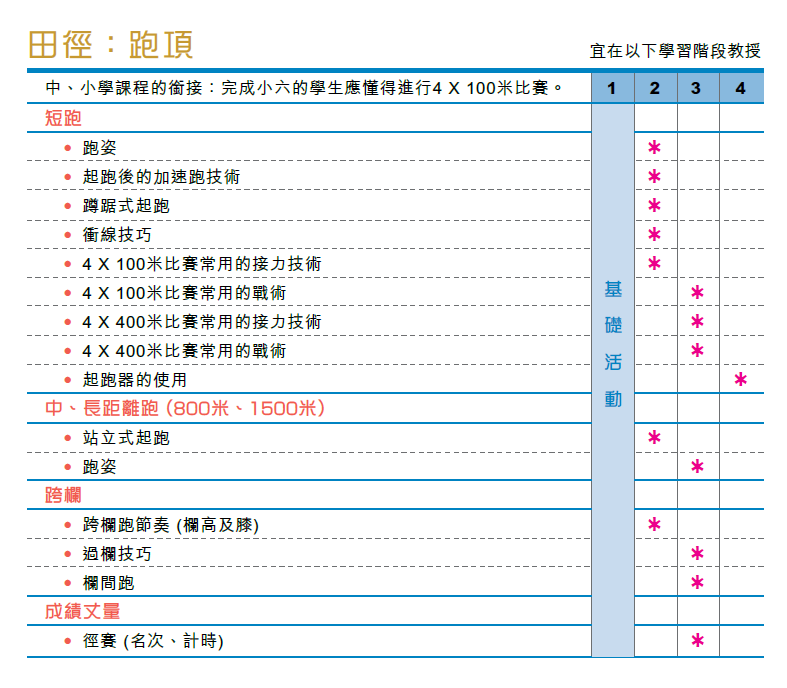 田徑：跑項
宜在以下學習階段教授
中、小學課程的銜接：完成小六的學生應懂得進行4 X 100米比賽。 1 2 3 4
短跑
• 跑姿 *
• 起跑後的加速跑技術 *
• 蹲踞式起跑 *
• 衝線技巧 *
• 4 X 100米比賽常用的接力技術 *
• 4 X 100米比賽常用的戰術 *
• 4 X 400米比賽常用的接力技術 *
• 4 X 400米比賽常用的戰術 *
• 起跑器的使用 *
基礎活動
中、長距離跑 (800米、1500米)
• 站立式起跑 *
• 跑姿 *
跨欄
• 跨欄跑節奏 (欄高及膝) *
• 過欄技巧 *
• 欄間跑 *
成績丈量
• 徑賽 (名次、計時) *